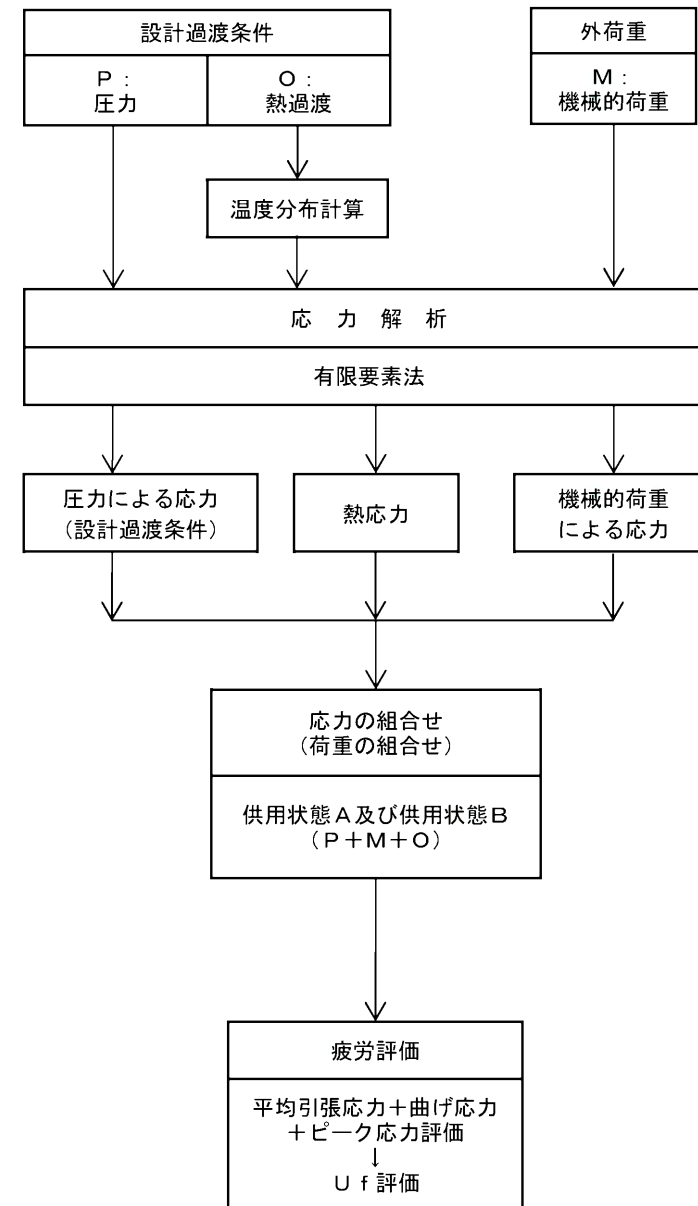 設計過渡条件
P：
圧力
O：
熱過渡
外荷重
M：
機械的荷重
温度分布計算
応 力 解 析
有限要素法
圧力による応力
(設計過渡条件)
熱応力
機械的荷重
による応力
応力の組合せ
(荷重の組合せ)
供用状態A及び供用状態B
(P+M+O)
疲労評価
平均引張応力+曲げ応力
+ピーク応力評価
↓
Uf評価